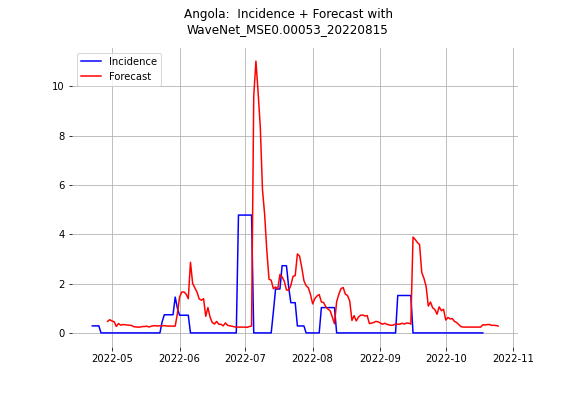 Angola:  Incidence + Forecast with
WaveNet_MSE0.00053_20220815
Incidence
Forecast
10
8
6
4
2
0
2022-05 2022-06 2022-07 2022-08 2022-09 2022-10 2022-11